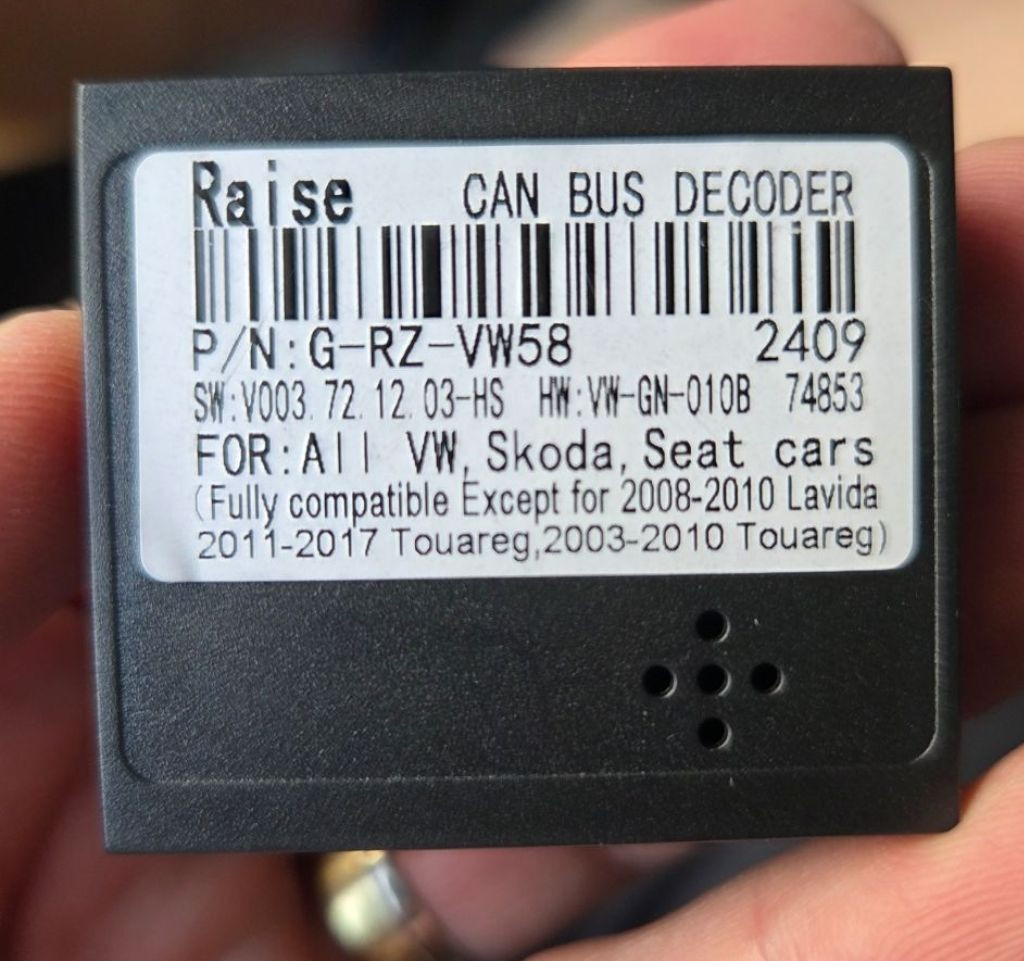 Raise CAN BUS DECODER
P/N:G-RZ-VW58 2409
SW:V003.72.12.03-HS HW:VW-GN-010B 74853
FOR:All VW, Skoda, Seat cars
(Fully compatible Except for 2008-2010 Lavida
2011-2017 Touareg,2003-2010 Touareg)